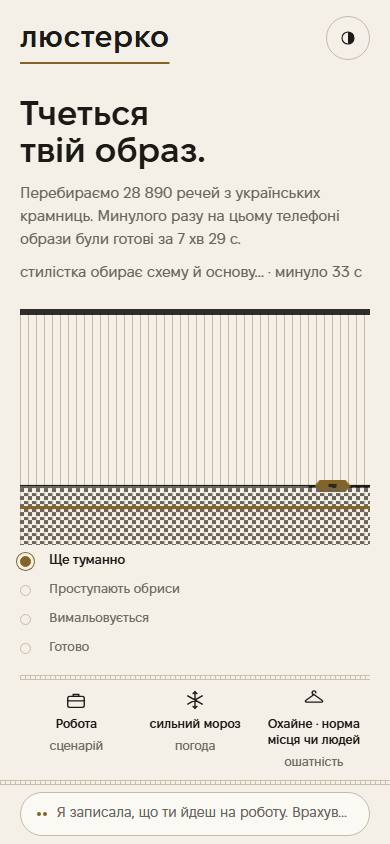 люстерко
Тчеться
твій образ.
Перебираємо 28 890 речей з українських
крамниць. Минулого разу на цьому телефоні
образи були готові за 7 хв 29 с.
стилістка обирає схему й основу… · минуло 33 с
Ще туманно
Проступають обриси
Вимальовується
Готово
Робота
сценарій
сильний мороз
погода
Охайне · норма
місця чи людей
ошатність
Я записала, що ти йдеш на роботу. Врахув…